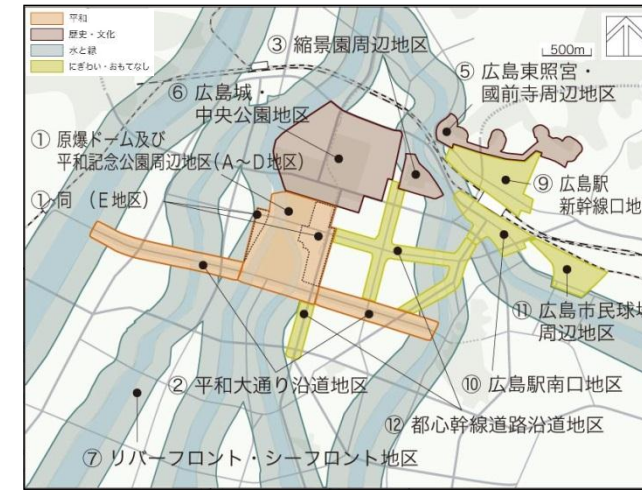 平和
歴史・文化
水と緑
にぎわい・おもてなし
500m
③ 縮景園周辺地区
⑤ 広島東照宮・
國前寺周辺地区
⑥ 広島城・
中央公園地区
① 原爆ドーム及び
平和記念公園周辺地区(A～D地区)
① 同 (E地区)
⑨ 広島駅
新幹線口地
⑪ 広島市民球場
周辺地区
② 平和大通り沿道地区
⑩ 広島駅南口地区
⑫ 都心幹線道路沿道地区
⑦ リバーフロント・シーフロント地区